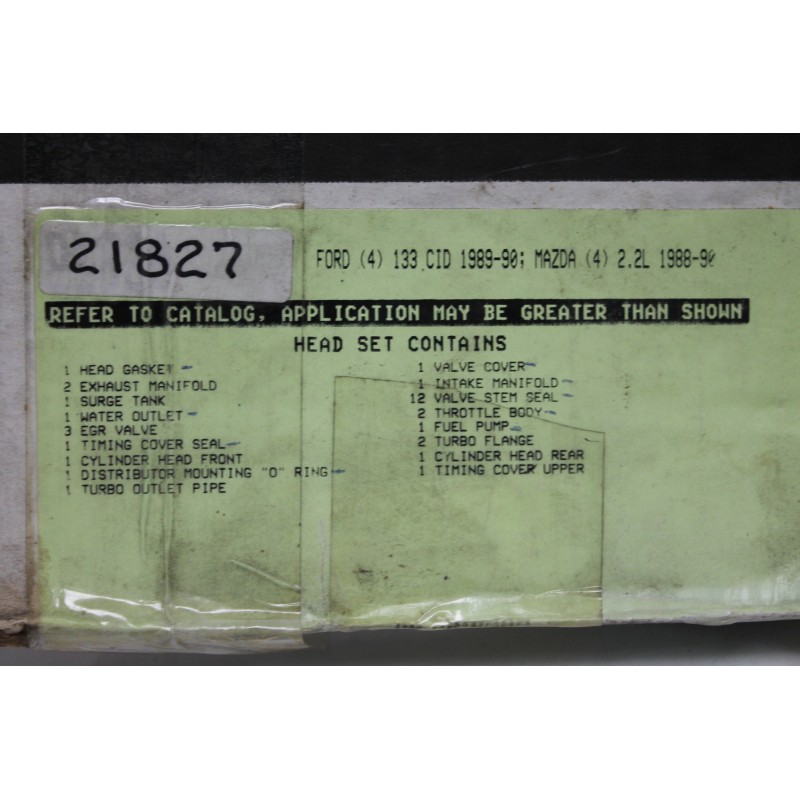 21827
FORD (4) 133 CID 1989-90; MAZDA (4) 2.2L 1988-90
REFER TO CATALOG, APPLICATION MAY BE GREATER THAN SHOWN
HEAD SET CONTAINS
1 HEAD GASKET
2 EXHAUST MANIFOLD
1 SURGE TANK
1 WATER OUTLET
3 EGR VALVE
1 TIMING COVER SEAL
1 CYLINDER HEAD FRONT
1 DISTRIBUTOR MOUNTING "O" RING
1 TURBO OUTLET PIPE
1 VALVE COVER
1 INTAKE MANIFOLD
12 VALVE STEM SEAL
2 THROTTLE BODY
1 FUEL PUMP
2 TURBO FLANGE
1 CYLINDER HEAD REAR
1 TIMING COVER UPPER